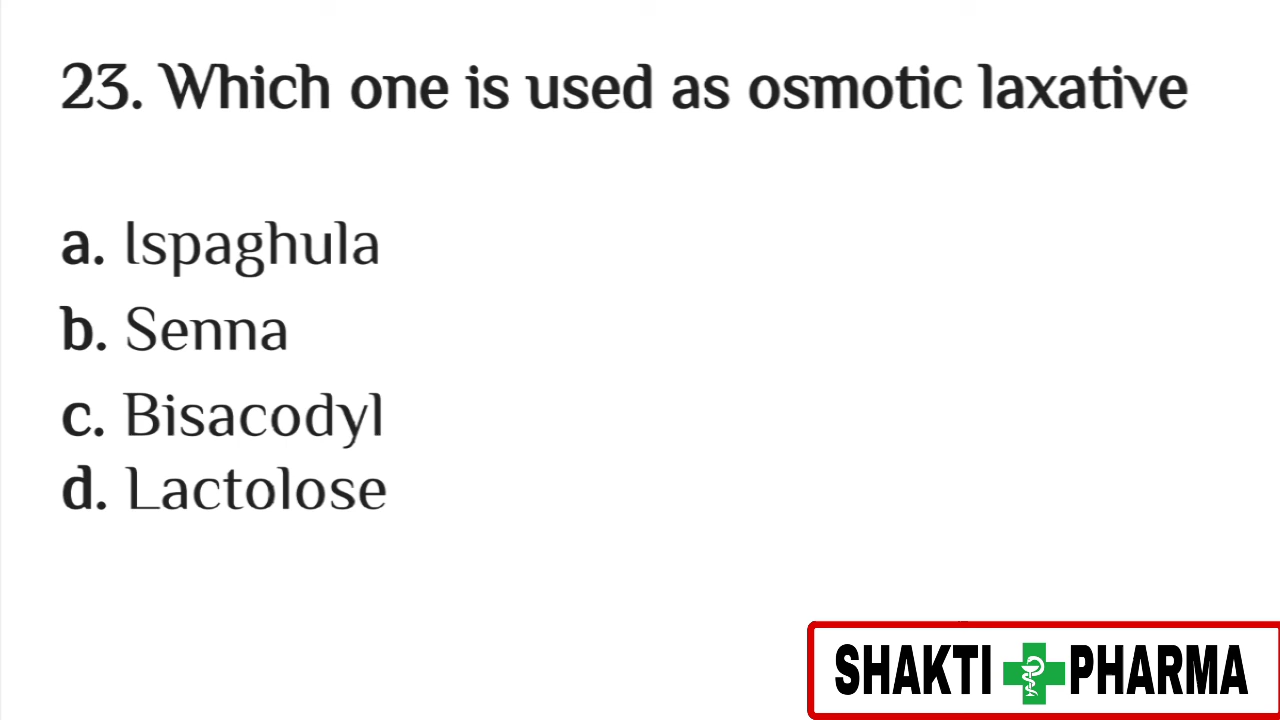 23. Which one is used as osmotic laxative
a. Ispaghula
b. Senna
c. Bisacodyl
d. Lactolose
SHAKTI PHARMA